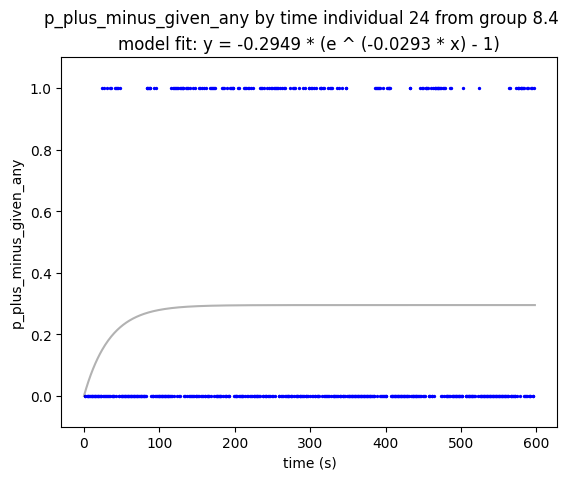 p_plus_minus_given_any by time individual 24 from group 8.4
model fit: y = -0.2949 * (e ^ (-0.0293 * x) - 1)
1.0
0.8
0.6
0.4
0.2
0.0
p_plus_minus_given_any
0 100 200 300 400 500 600
time (s)